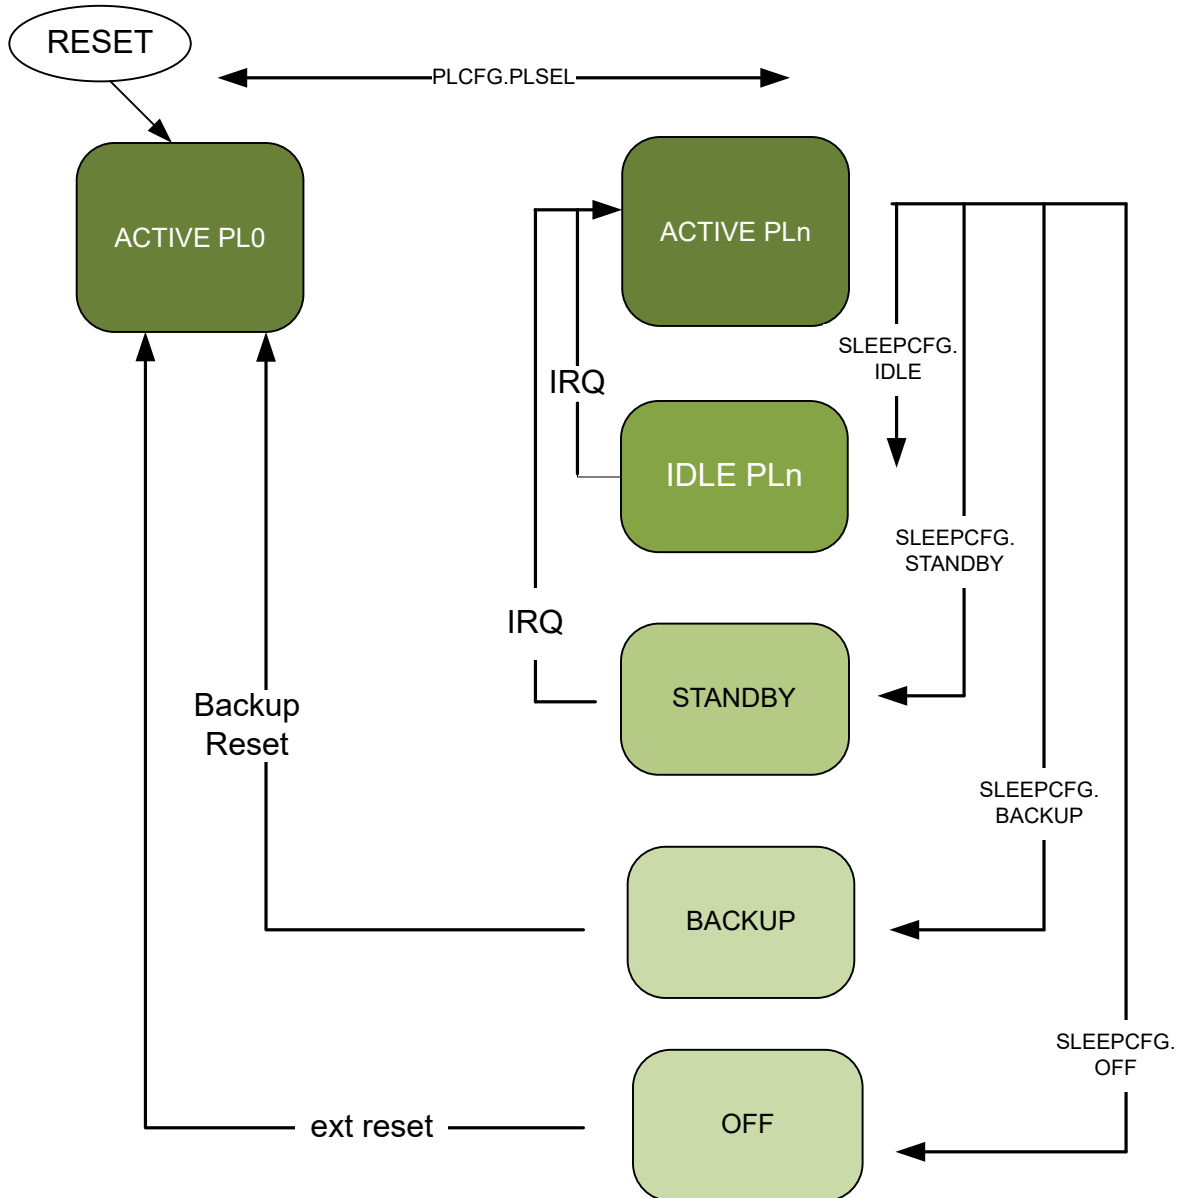 RESET
PLCFG.PLSEL
ACTIVE PL0
ACTIVE PLn
SLEEPCFG.
IDLE
IRQ
IDLE PLn
SLEEPCFG.
STANDBY
IRQ
STANDBY
Backup
Reset
SLEEPCFG.
BACKUP
BACKUP
SLEEPCFG.
OFF
ext reset
OFF